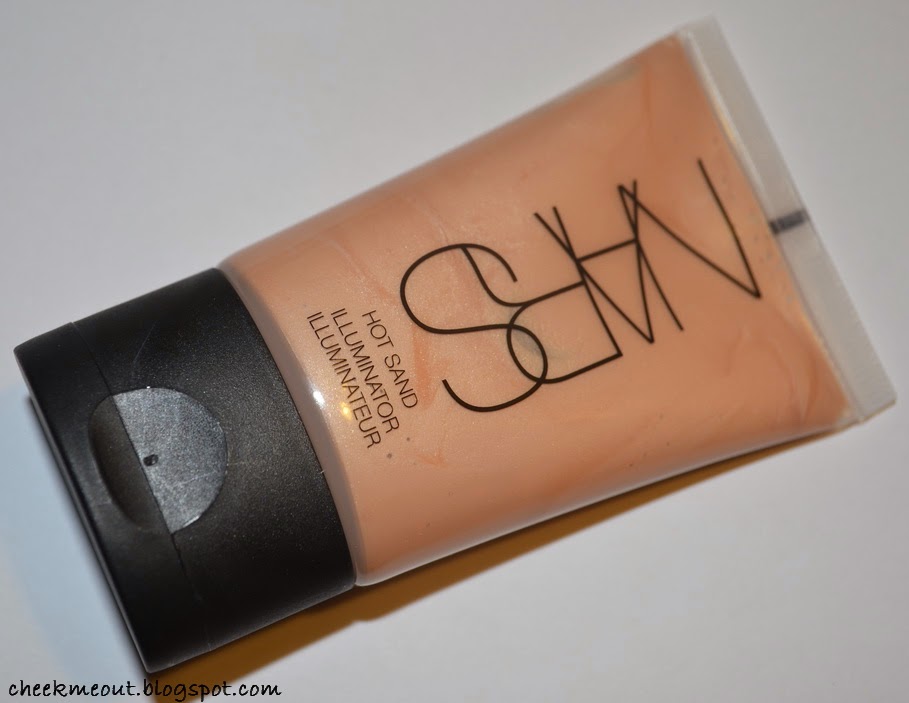 NARS
HOT SAND
ILLUMINATOR
ILLUMINATEUR
cheekmeout.blogspot.com